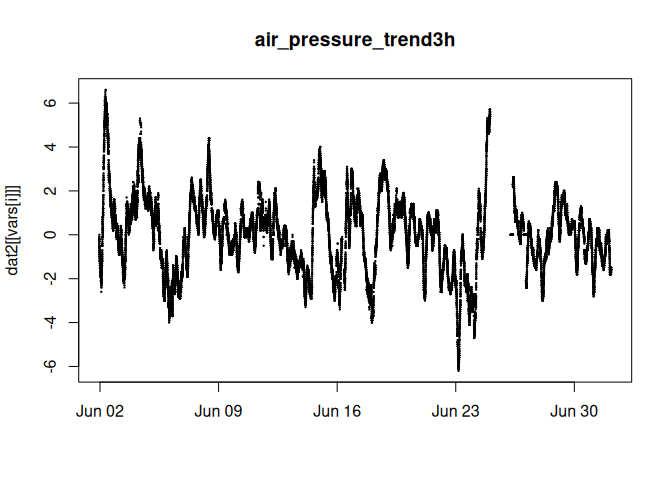 air_pressure_trend3h
dat2[[vars[i]]]
6
4
2
0
-2
-4
-6
Jun 02
Jun 09
Jun 16
Jun 23
Jun 30